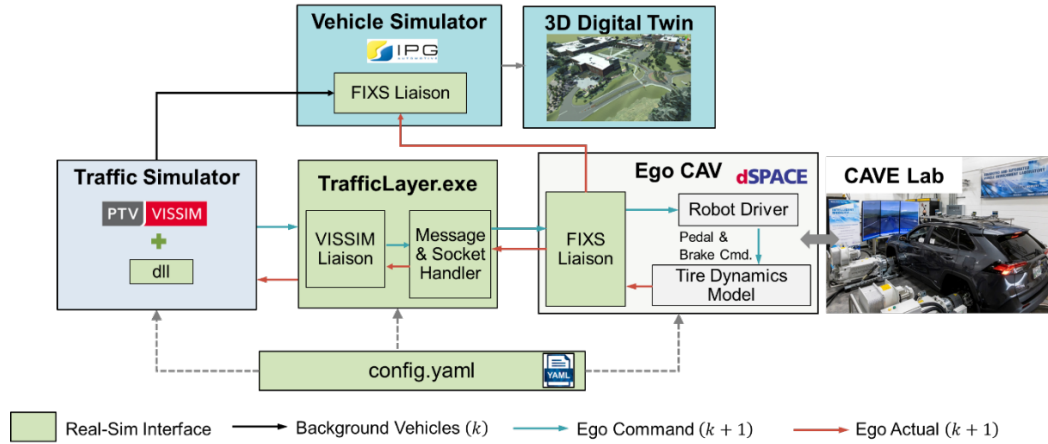 Vehicle Simulator
IPG
AUTOMOTIVE
FIXS Liaison
3D Digital Twin
Traffic Simulator
PTV VISSIM
dll
TrafficLayer.exe
VISSIM
Liaison
Message
& Socket
Handler
Ego CAV
dSPACE
FIXS
Liaison
Robot Driver
Pedal &
Brake Cmd.
Tire Dynamics
Model
CAVE Lab
config.yaml
YAML
Real-Sim Interface
Background Vehicles (k)
Ego Command (k + 1)
Ego Actual (k + 1)